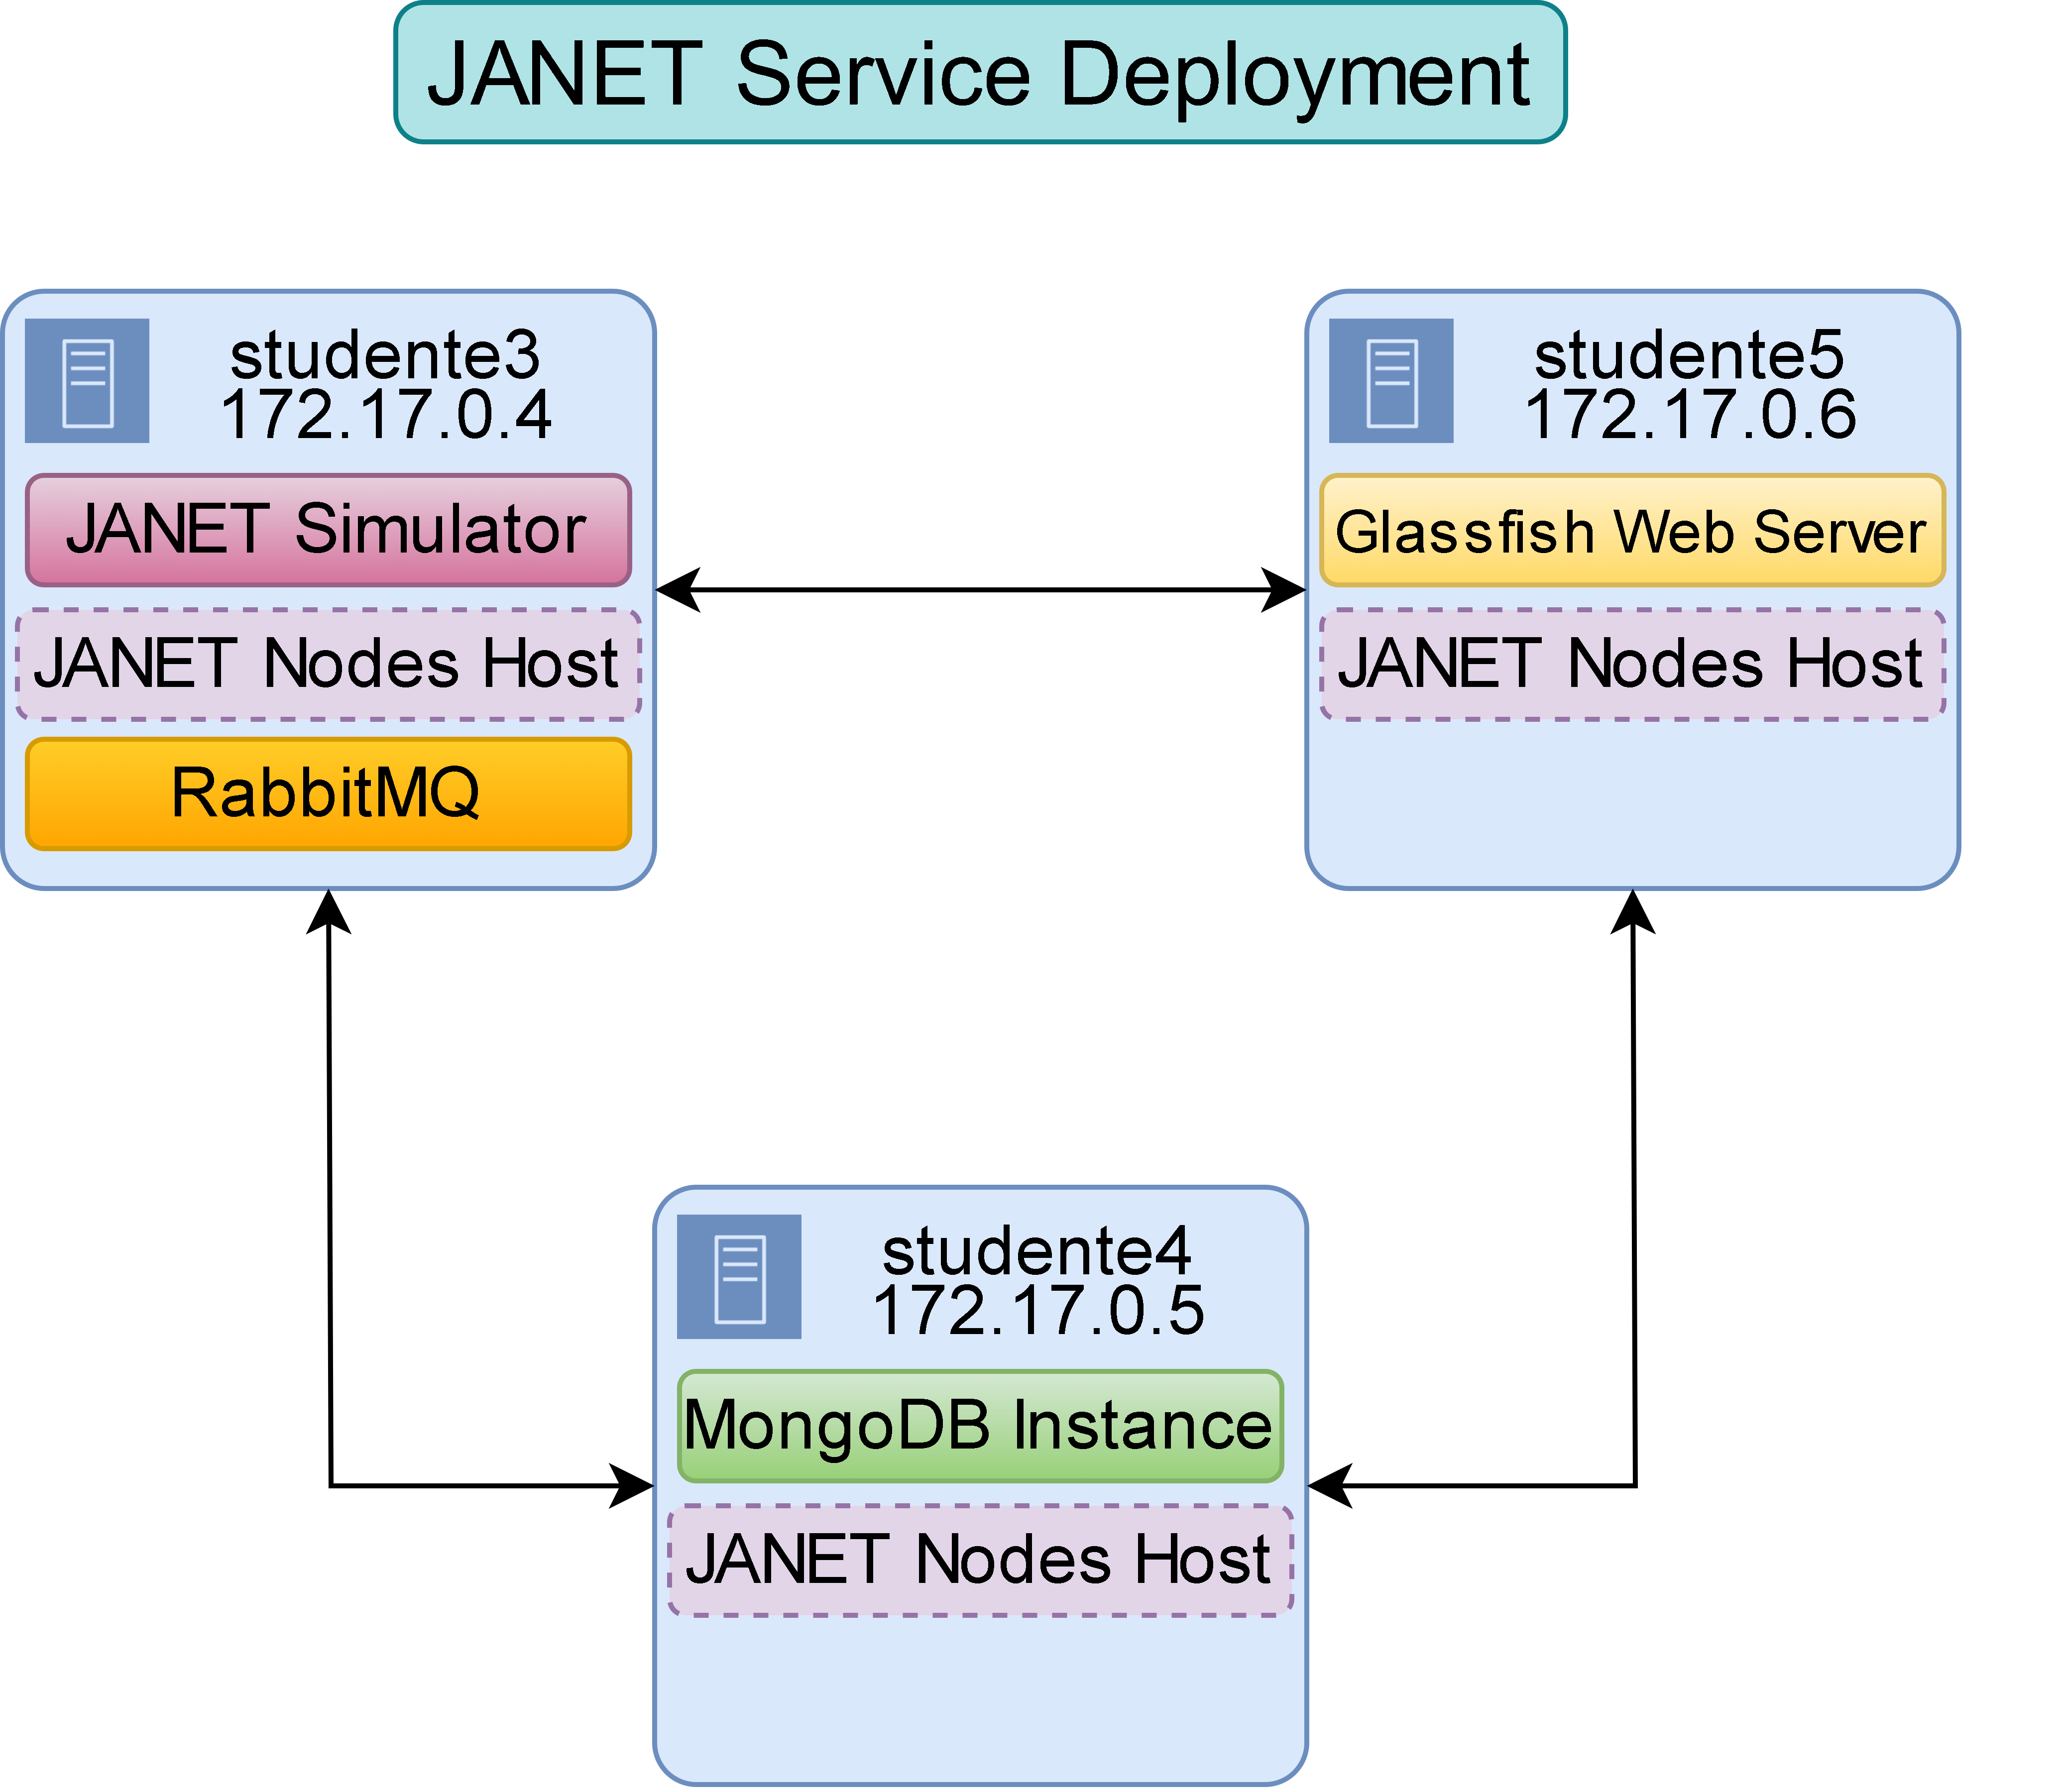 JANET Service Deployment
studente3
172.17.0.4
JANET Simulator
JANET Nodes Host
RabbitMQ
studente5
172.17.0.6
Glassfish Web Server
JANET Nodes Host
studente4
172.17.0.5
MongoDB Instance
JANET Nodes Host